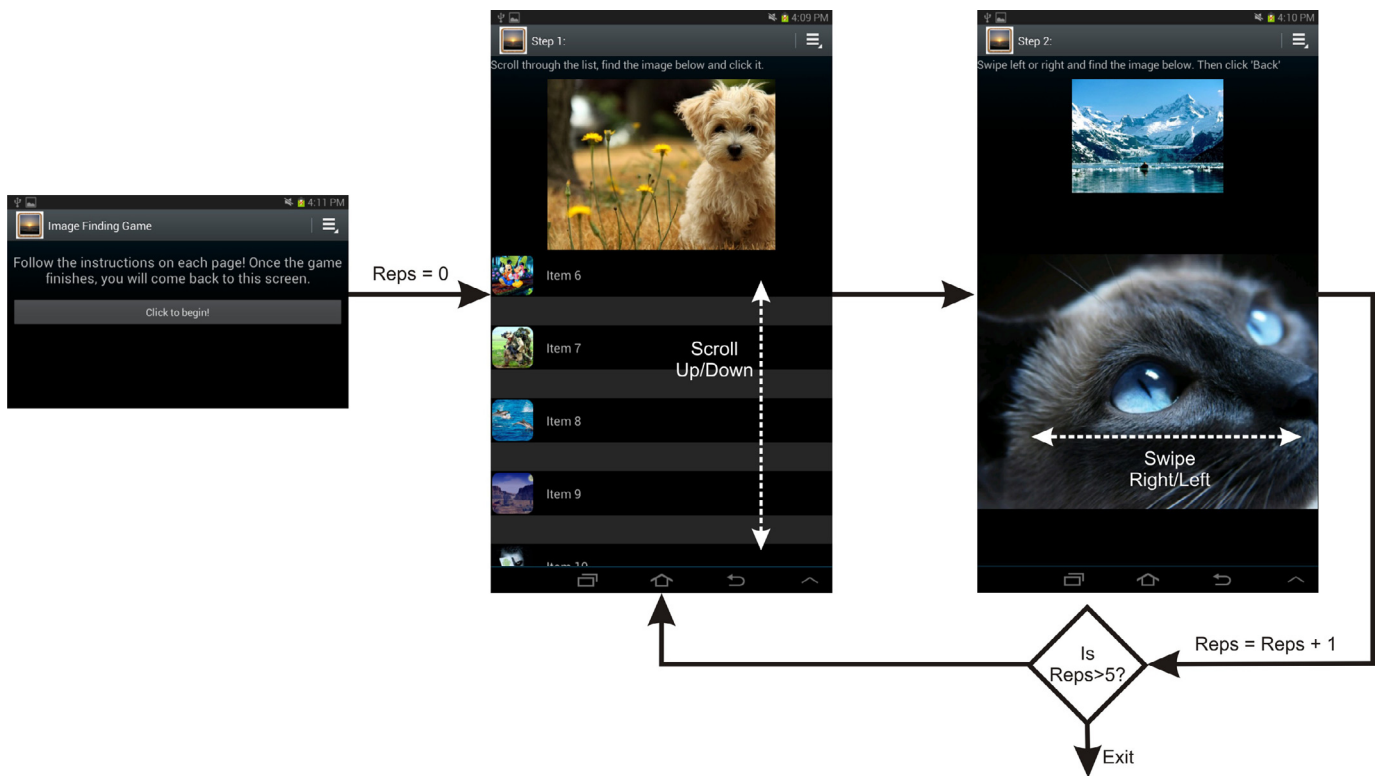 4:11 PM
Image Finding Game
Follow the instructions on each page! Once the game
finishes, you will come back to this screen.
Click to begin!
Reps = 0
4:09 PM
Step 1:
Scroll through the list, find the image below and click it.
Item 6
Item 7
Item 8
Item 9
Item 10
Scroll
Up/Down
4:10 PM
Step 2:
Swipe left or right and find the image below. Then click 'Back'
Swipe
Right/Left
Reps = Reps + 1
Is
Reps>5?
Exit